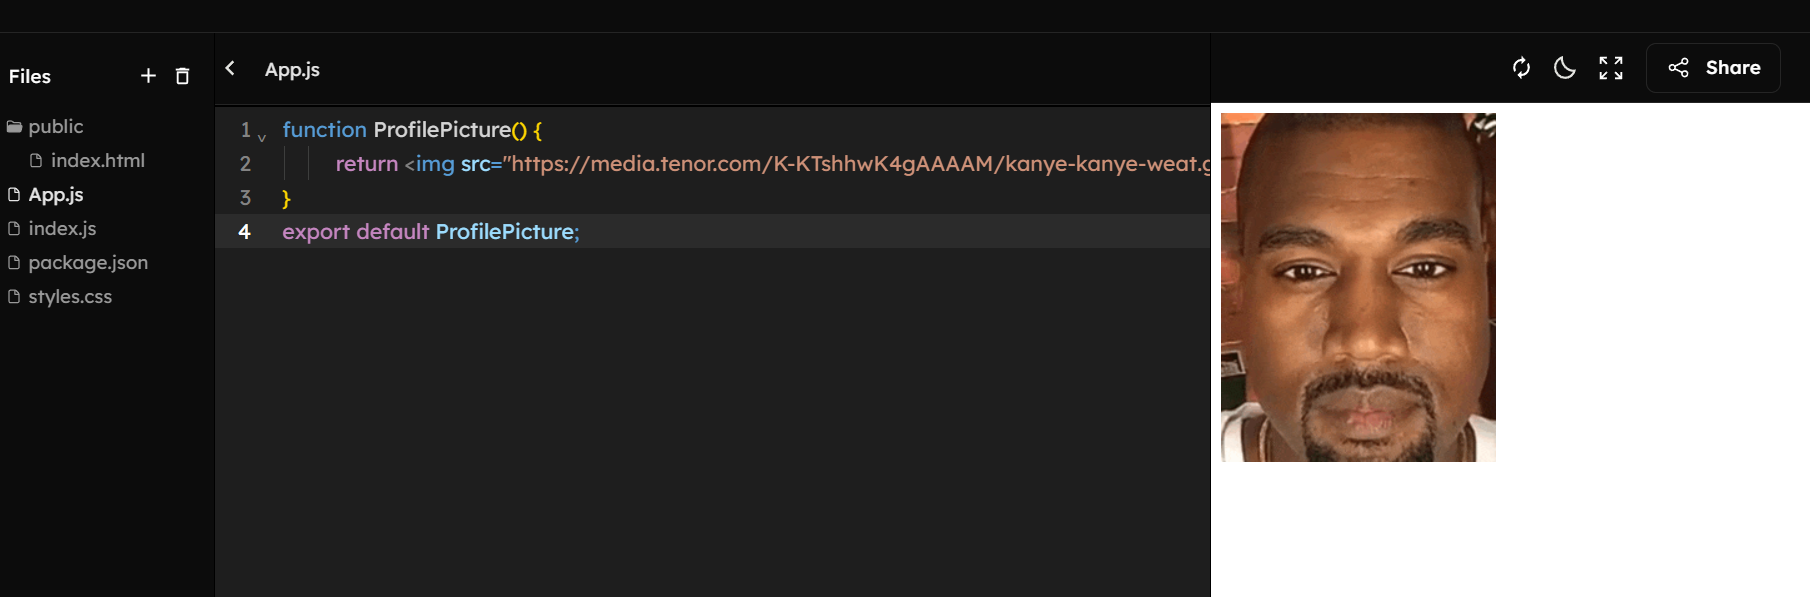 Files
public
index.html
App.js
index.js
package.json
styles.css
App.js
1 function ProfilePicture() {
2 return <img src="https://media.tenor.com/K-KTshhwK4gAAAAM/kanye-kanye-weat.g
3 }
4 export default ProfilePicture;
Share